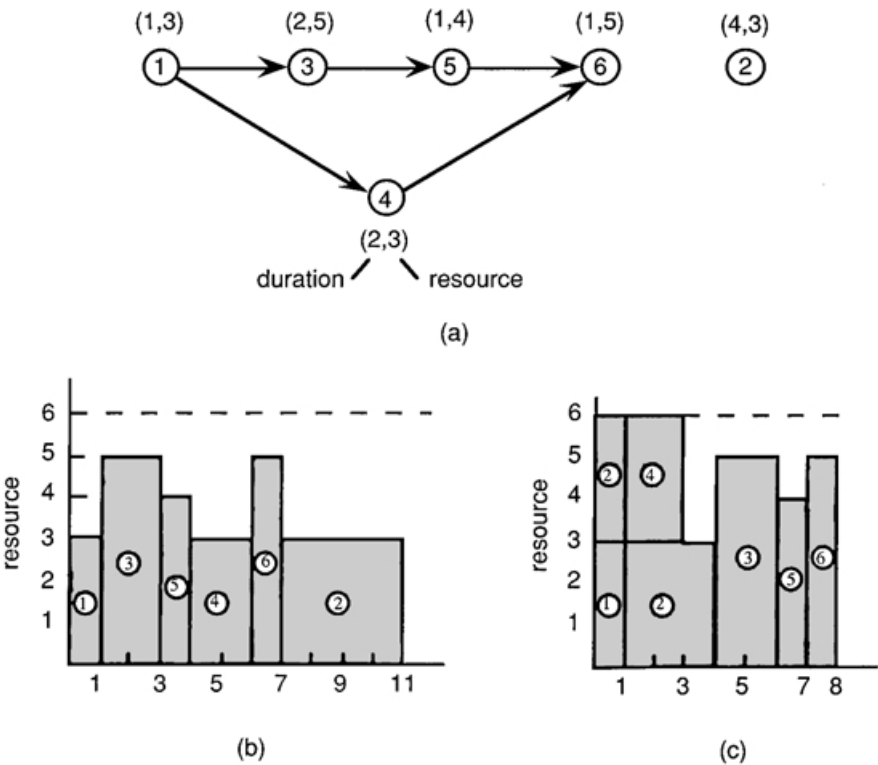 (1,3) (2,5) (1,4) (1,5) (4,3)
1 3 5 6 2
4
(2,3)
duration resource
(a)
6
5
4
3
2
1
resource
1 3 5 4 6 2
1 3 5 7 9 11
(b)
6
5
4
3
2
1
resource
2 4
1 2 3 5 6
1 3 5 7 8
(c)